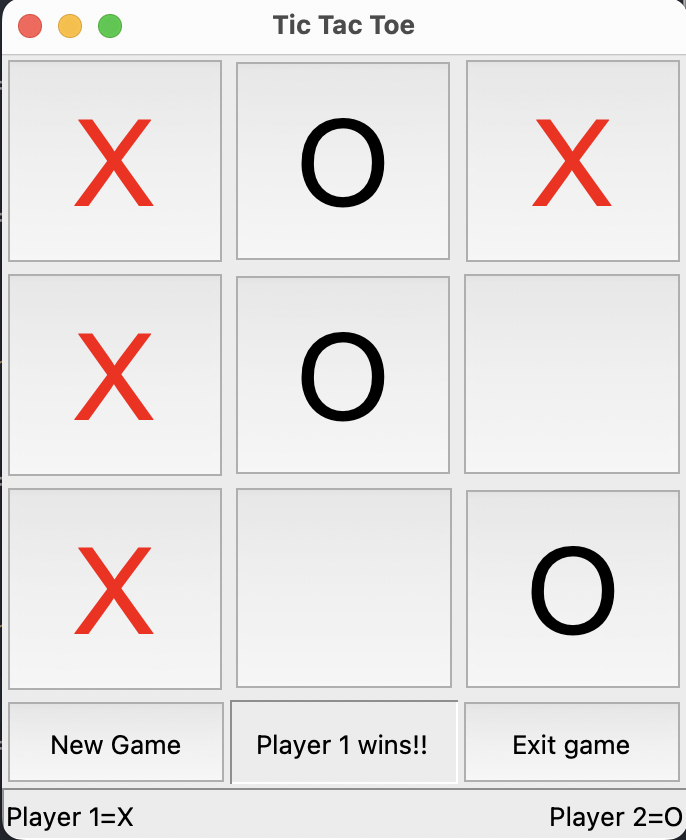 Tic Tac Toe
X O X
X O
X O
New Game Player 1 wins!! Exit game
Player 1=X Player 2=O